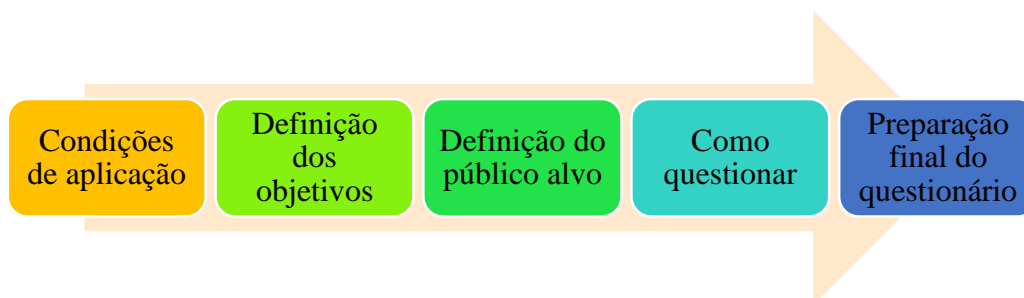 Condições
de aplicação
Definição
dos
objetivos
Definição do
público alvo
Como
questionar
Preparação
final do
questionário